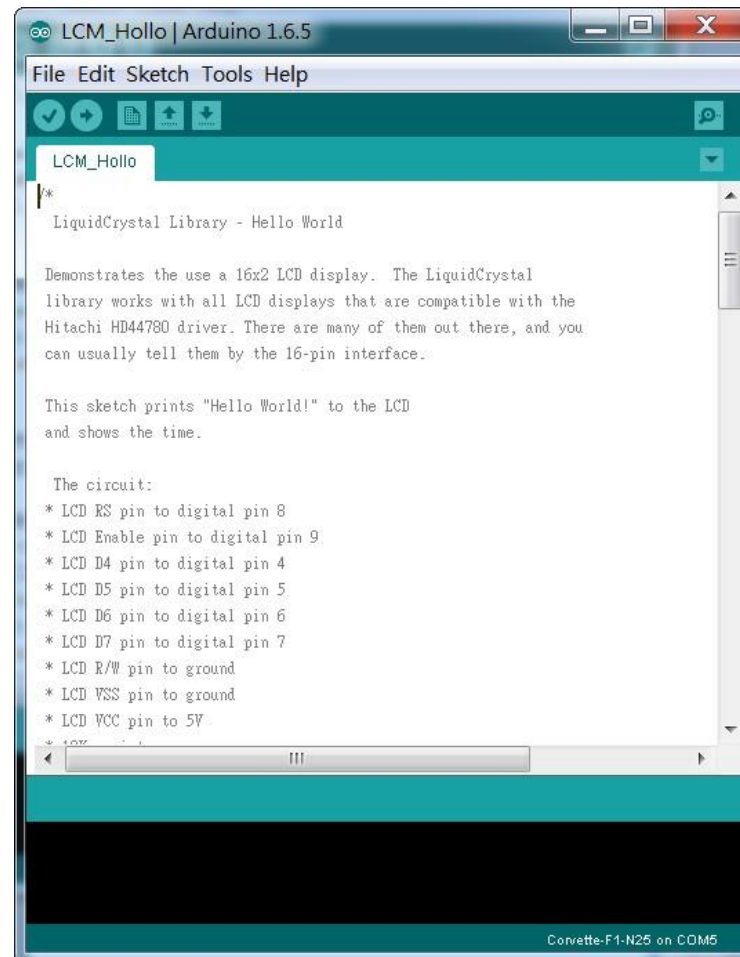 LCM_Hollo | Arduino 1.6.5
File Edit Sketch Tools Help
LCM_Hollo
/*
LiquidCrystal Library - Hello World
Demonstrates the use a 16x2 LCD display. The LiquidCrystal
library works with all LCD displays that are compatible with the
Hitachi HD44780 driver. There are many of them out there, and you
can usually tell them by the 16-pin interface.
This sketch prints "Hello World!" to the LCD
and shows the time.
The circuit:
* LCD RS pin to digital pin 8
* LCD Enable pin to digital pin 9
* LCD D4 pin to digital pin 4
* LCD D5 pin to digital pin 5
* LCD D6 pin to digital pin 6
* LCD D7 pin to digital pin 7
* LCD R/W pin to ground
* LCD VSS pin to ground
* LCD VCC pin to 5V
Corvette-F1-N25 on COM5